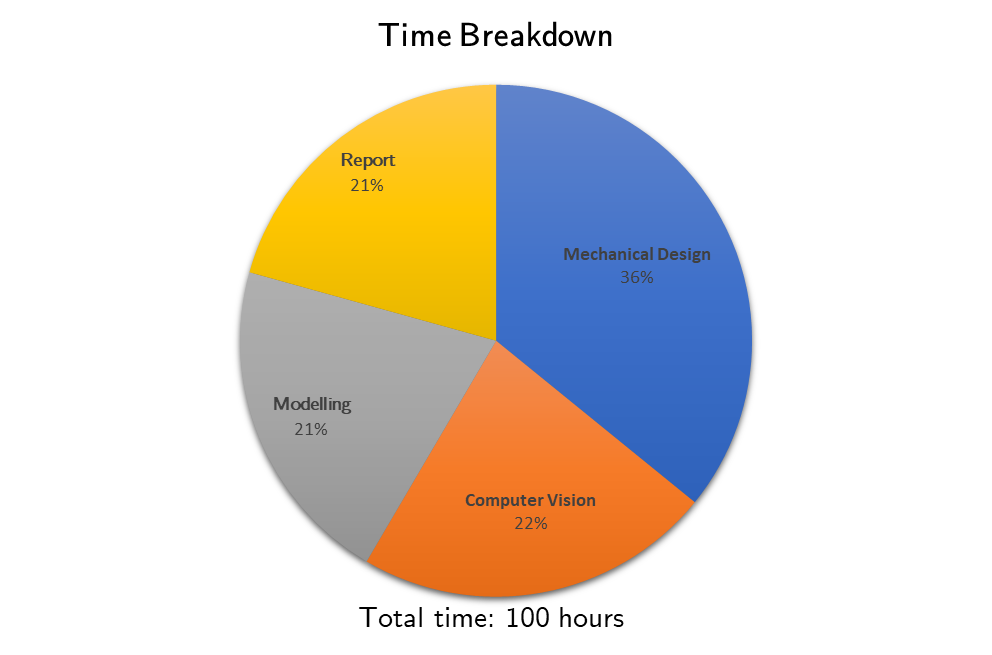 Time Breakdown
Report
21%
Mechanical Design
36%
Modelling
21%
Computer Vision
22%
Total time: 100 hours